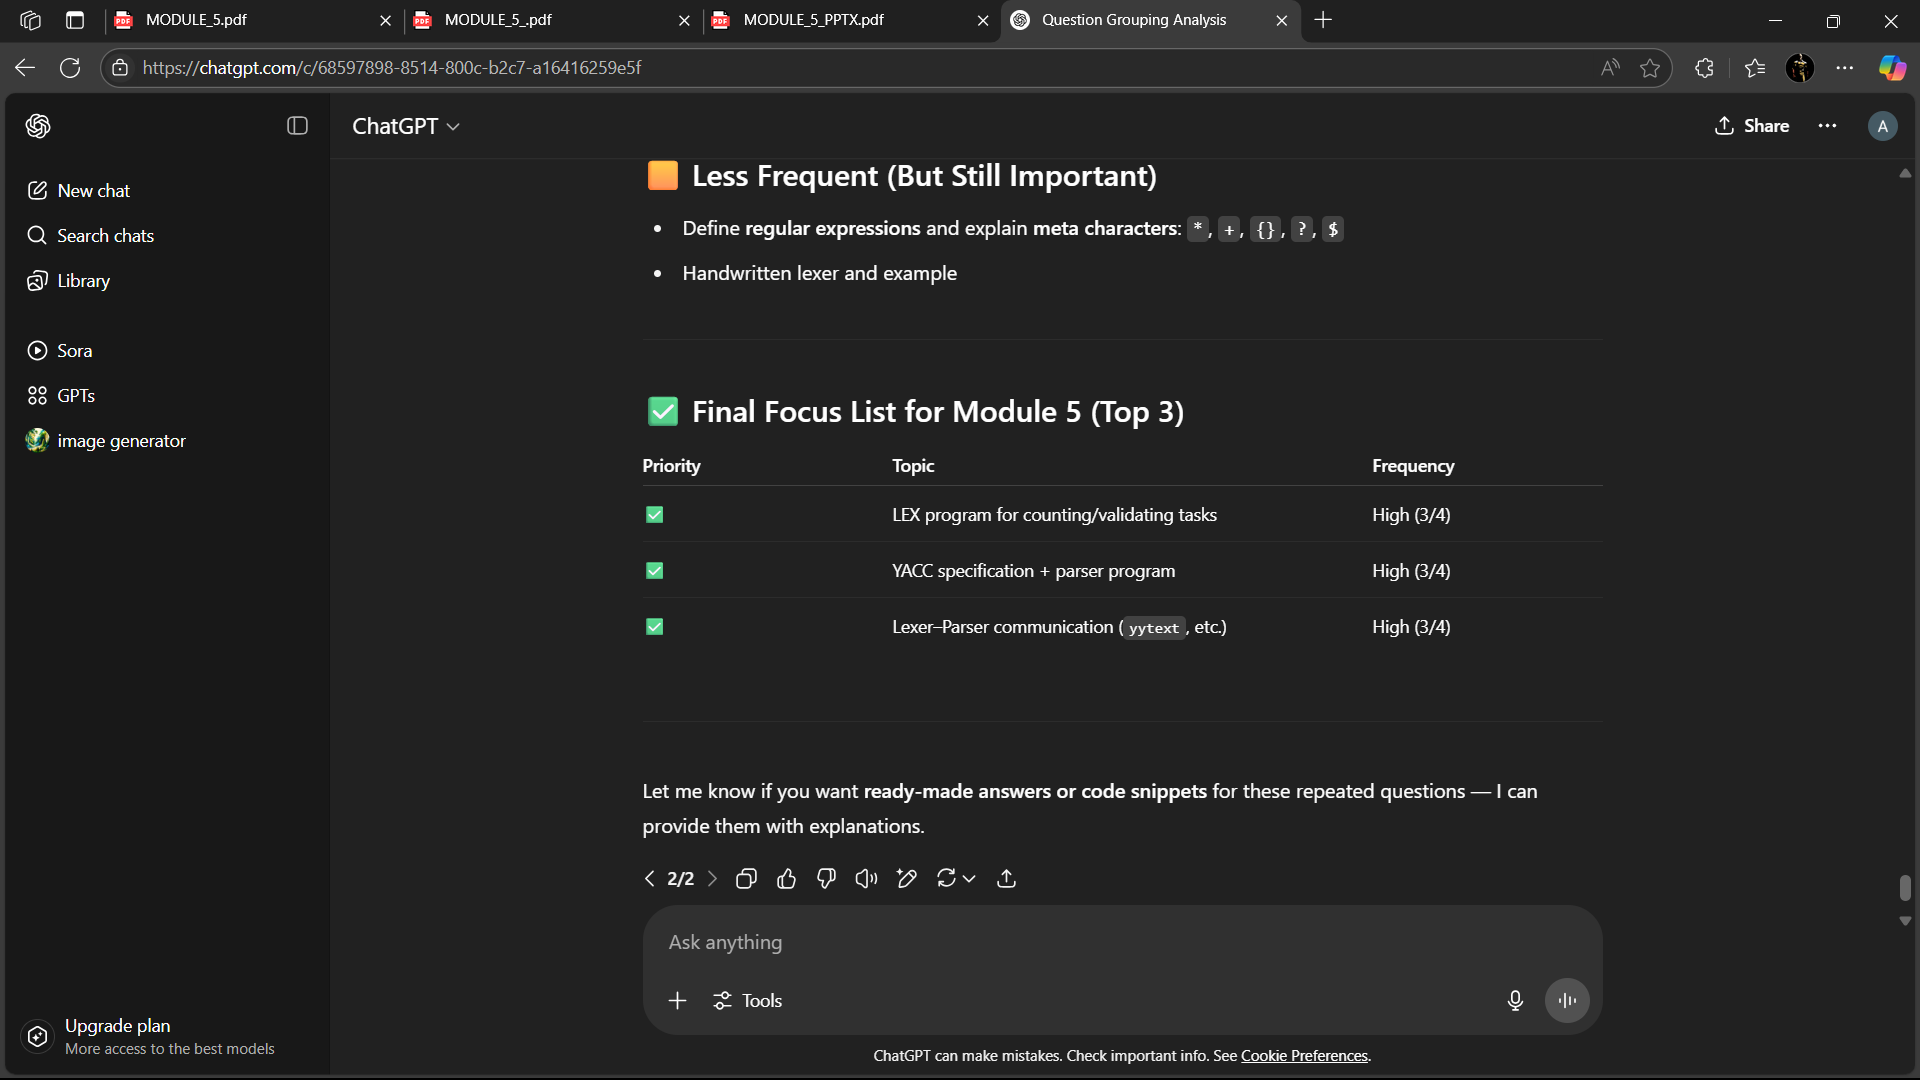 MODULE_5.pdf
MODULE_5_.pdf
MODULE_5_PPTX.pdf
Question Grouping Analysis
https://chatgpt.com/c/68597898-8514-800c-b2c7-a16416259e5f
ChatGPT
Share
A
New chat
Search chats
Library
Sora
GPTs
image generator
Less Frequent (But Still Important)
• Define regular expressions and explain meta characters: *, +, {}, ?, $
• Handwritten lexer and example
Final Focus List for Module 5 (Top 3)
Priority Topic Frequency
LEX program for counting/validating tasks High (3/4)
YACC specification + parser program High (3/4)
Lexer–Parser communication (yytext, etc.) High (3/4)
Let me know if you want ready-made answers or code snippets for these repeated questions — I can
provide them with explanations.
2/2
Ask anything
Tools
Upgrade plan
More access to the best models
ChatGPT can make mistakes. Check important info. See Cookie Preferences.